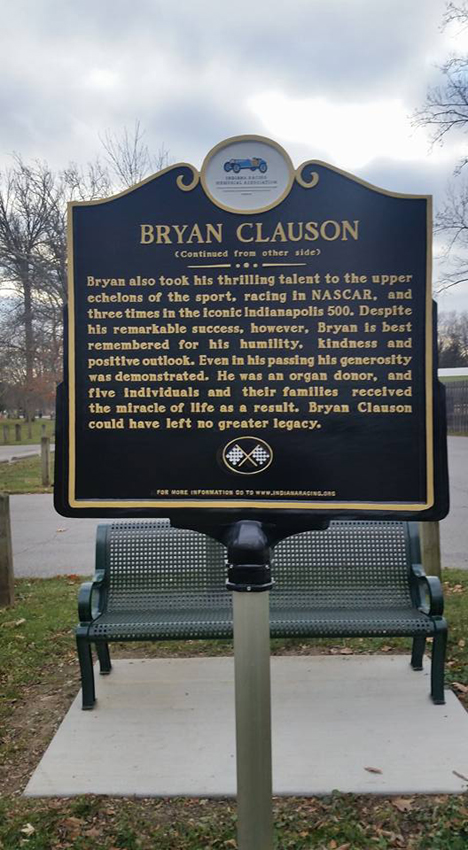 INDIANA RACING
MEMORIAL ASSOCIATION
BRYAN CLAUSON
(Continued from other side)
Bryan also took his thrilling talent to the upper
echelons of the sport, racing in NASCAR, and
three times in the iconic Indianapolis 500. Despite
his remarkable success, however, Bryan is best
remembered for his humility, kindness and
positive outlook. Even in his passing his generosity
was demonstrated. He was an organ donor, and
five individuals and their families received
the miracle of life as a result. Bryan Clauson
could have left no greater legacy.
FOR MORE INFORMATION GO TO WWW.INDIANARACING.ORG